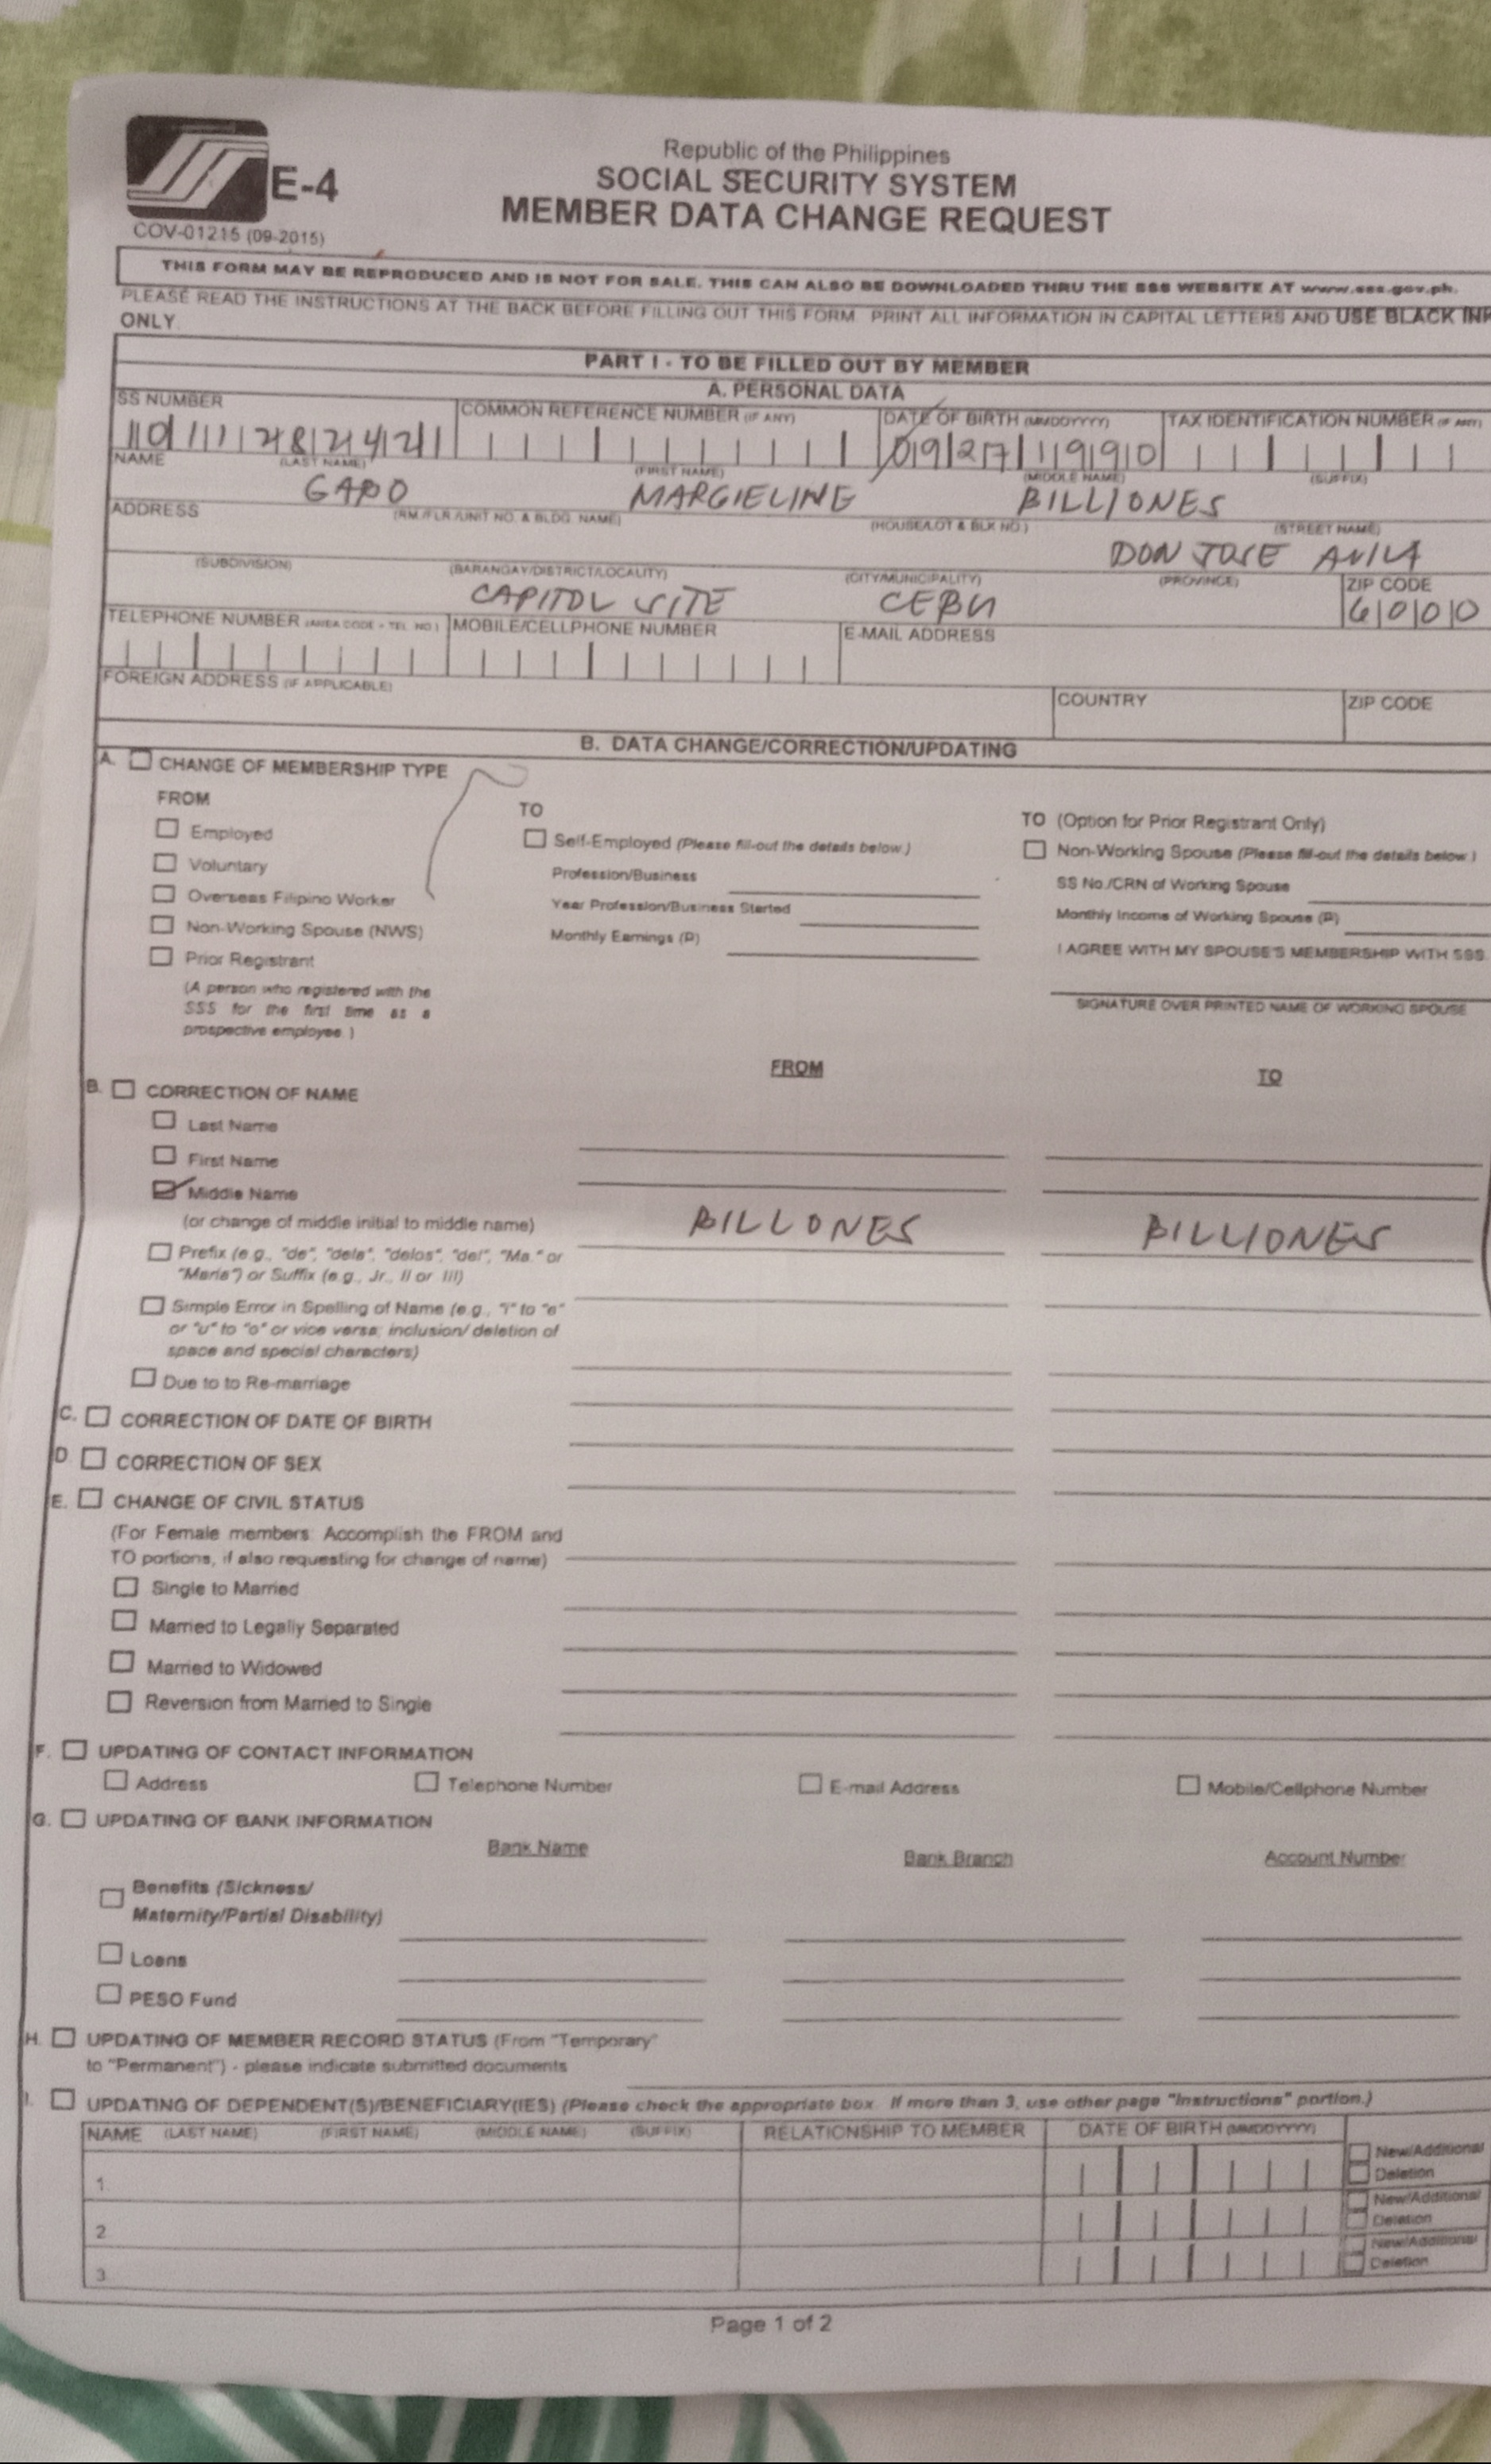 E-4
COV-01215 (09-2015)
Republic of the Philippines
SOCIAL SECURITY SYSTEM
MEMBER DATA CHANGE REQUEST
THIS FORM MAY BE REPRODUCED AND IS NOT FOR SALE. THIS CAN ALSO BE DOWNLOADED THRU THE SSS WEBSITE AT www.sss.gov.ph.
PLEASE READ THE INSTRUCTIONS AT THE BACK BEFORE FILLING OUT THIS FORM. PRINT ALL INFORMATION IN CAPITAL LETTERS AND USE BLACK INK
ONLY.
PART I - TO BE FILLED OUT BY MEMBER
A. PERSONAL DATA
SS NUMBER COMMON REFERENCE NUMBER (IF ANY) DATE OF BIRTH (MMDDYYYY) TAX IDENTIFICATION NUMBER (IF ANY)
09271990
NAME (LAST NAME) (FIRST NAME) (MIDDLE NAME) (SUFFIX)
MARGIELING BILLIONES
ADDRESS (RM./FLR./UNIT NO. & BLDG. NAME) (HOUSE/LOT & BLK NO.) (STREET NAME)
DON JOSE AVILA
(SUBDIVISION) (BARANGAY/DISTRICT/LOCALITY) (CITY/MUNICIPALITY) (PROVINCE) ZIP CODE
CAPITOL SITE CEBU 6000
TELEPHONE NUMBER (AREA CODE + TEL. NO.) MOBILE/CELLPHONE NUMBER E-MAIL ADDRESS
FOREIGN ADDRESS (IF APPLICABLE) COUNTRY ZIP CODE
B. DATA CHANGE/CORRECTION/UPDATING
A. CHANGE OF MEMBERSHIP TYPE
FROM TO TO (Option for Prior Registrant Only)
Employed Self-Employed (Please fill-out the details below.) Non-Working Spouse (Please fill-out the details below.)
Voluntary Profession/Business SS No./CRN of Working Spouse
Overseas Filipino Worker Year Profession/Business Started Monthly Income of Working Spouse (P)
Non-Working Spouse (NWS) Monthly Earnings (P) I AGREE WITH MY SPOUSE'S MEMBERSHIP WITH SSS.
Prior Registrant
(A person who registered with the
SSS for the first time as a
prospective employee.)
SIGNATURE OVER PRINTED NAME OF WORKING SPOUSE
FROM TO
B. CORRECTION OF NAME
Last Name
First Name
Middle Name
(or change of middle initial to middle name) BILLONES BILLIONES
Prefix (e.g., "de", "dela", "delos", "del", "Ma." or
"Maria") or Suffix (e.g., Jr., II or III)
Simple Error in Spelling of Name (e.g., "i" to "e"
or "u" to "o" or vice versa; inclusion/ deletion of
space and special characters)
Due to to Re-marriage
C. CORRECTION OF DATE OF BIRTH
D. CORRECTION OF SEX
E. CHANGE OF CIVIL STATUS
(For Female members: Accomplish the FROM and
TO portions, if also requesting for change of name)
Single to Married
Married to Legally Separated
Married to Widowed
Reversion from Married to Single
F. UPDATING OF CONTACT INFORMATION
Address Telephone Number E-mail Address Mobile/Cellphone Number
G. UPDATING OF BANK INFORMATION
Bank Name Bank Branch Account Number
Benefits (Sickness/
Maternity/Partial Disability)
Loans
PESO Fund
H. UPDATING OF MEMBER RECORD STATUS (From "Temporary"
to "Permanent") - please indicate submitted documents
I. UPDATING OF DEPENDENT(S)/BENEFICIARY(IES) (Please check the appropriate box. If more than 3, use other page "Instructions" portion.)
NAME (LAST NAME) (FIRST NAME) (MIDDLE NAME) (SUFFIX) RELATIONSHIP TO MEMBER DATE OF BIRTH (MMDDYYYY)
1. New/Additional
Deletion
2. New/Additional
Deletion
3. New/Additional
Deletion
Page 1 of 2